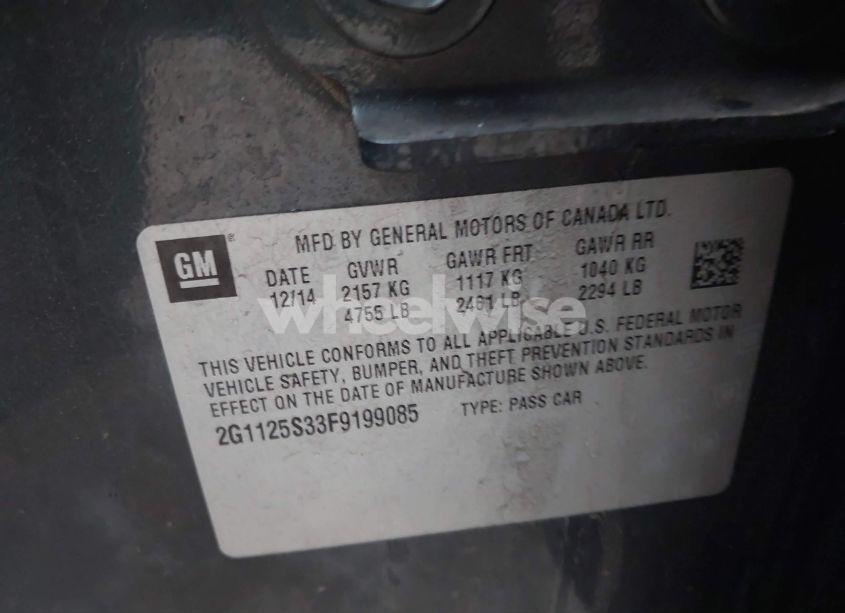 GM ®
MFD BY GENERAL MOTORS OF CANADA LTD.
DATE GVWR GAWR FRT GAWR RR
12/14 2157 KG 1117 KG 1040 KG
4755 LB 2461 LB 2294 LB
wheelwise
THIS VEHICLE CONFORMS TO ALL APPLICABLE U.S. FEDERAL MOTOR
VEHICLE SAFETY, BUMPER, AND THEFT PREVENTION STANDARDS IN
EFFECT ON THE DATE OF MANUFACTURE SHOWN ABOVE.
2G1125S33F9199085 TYPE: PASS CAR